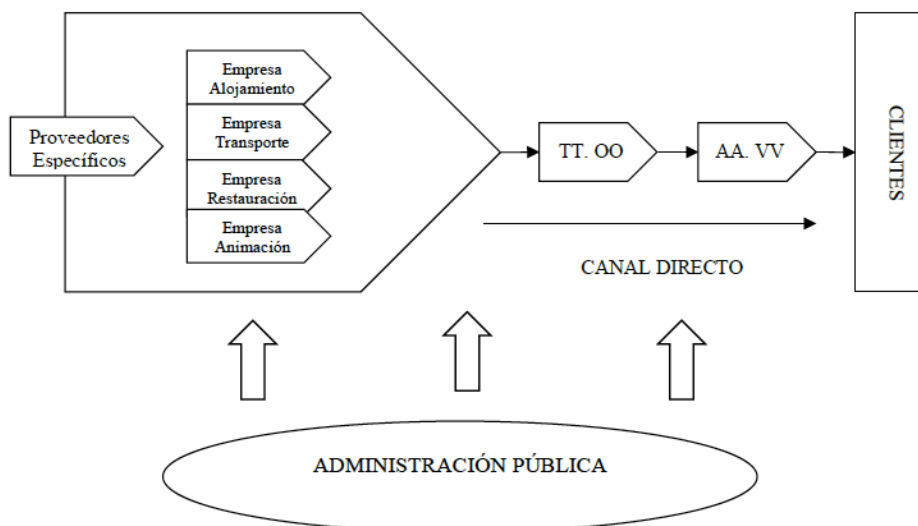 Proveedores
Específicos
Empresa
Alojamiento
Empresa
Transporte
Empresa
Restauración
Empresa
Animación
TT. OO
AA. VV
CLIENTES
CANAL DIRECTO
ADMINISTRACIÓN PÚBLICA